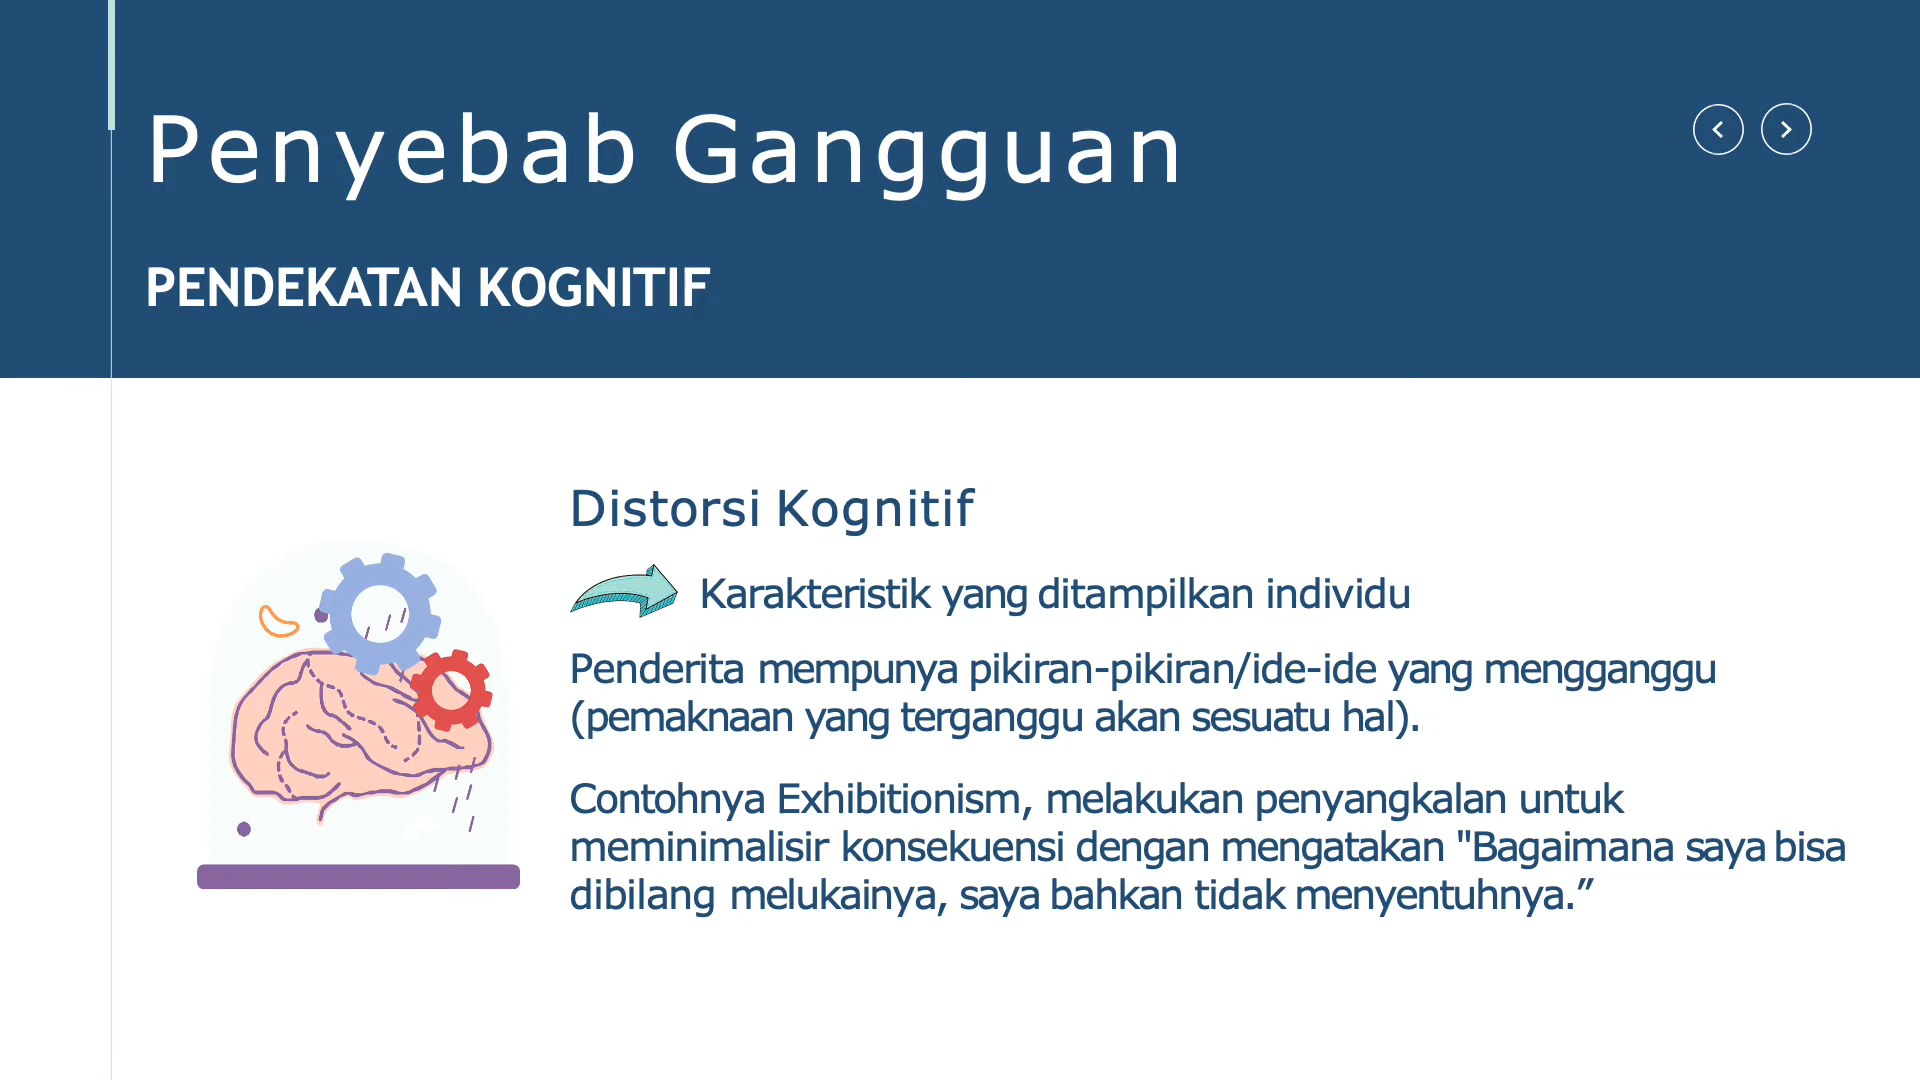 Penyebab Gangguan
PENDEKATAN KOGNITIF
Distorsi Kognitif
Karakteristik yang ditampilkan individu
Penderita mempunya pikiran-pikiran/ide-ide yang mengganggu
(pemaknaan yang terganggu akan sesuatu hal).
Contohnya Exhibitionism, melakukan penyangkalan untuk
meminimalisir konsekuensi dengan mengatakan "Bagaimana saya bisa
dibilang melukainya, saya bahkan tidak menyentuhnya.”